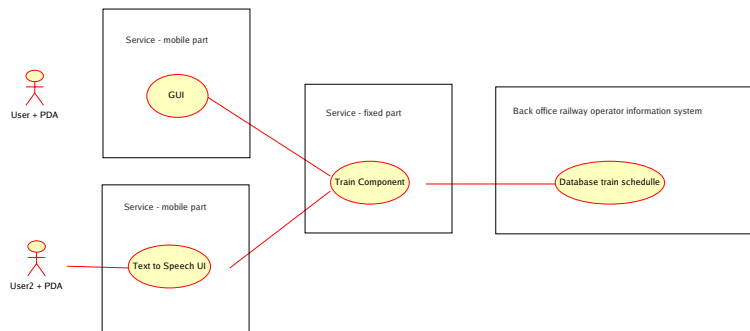 Service - mobile part
GUI
User + PDA
Service - fixed part
Train Component
Back office railway operator information system
Database train schedulle
Service - mobile part
Text to Speech UI
User2 + PDA